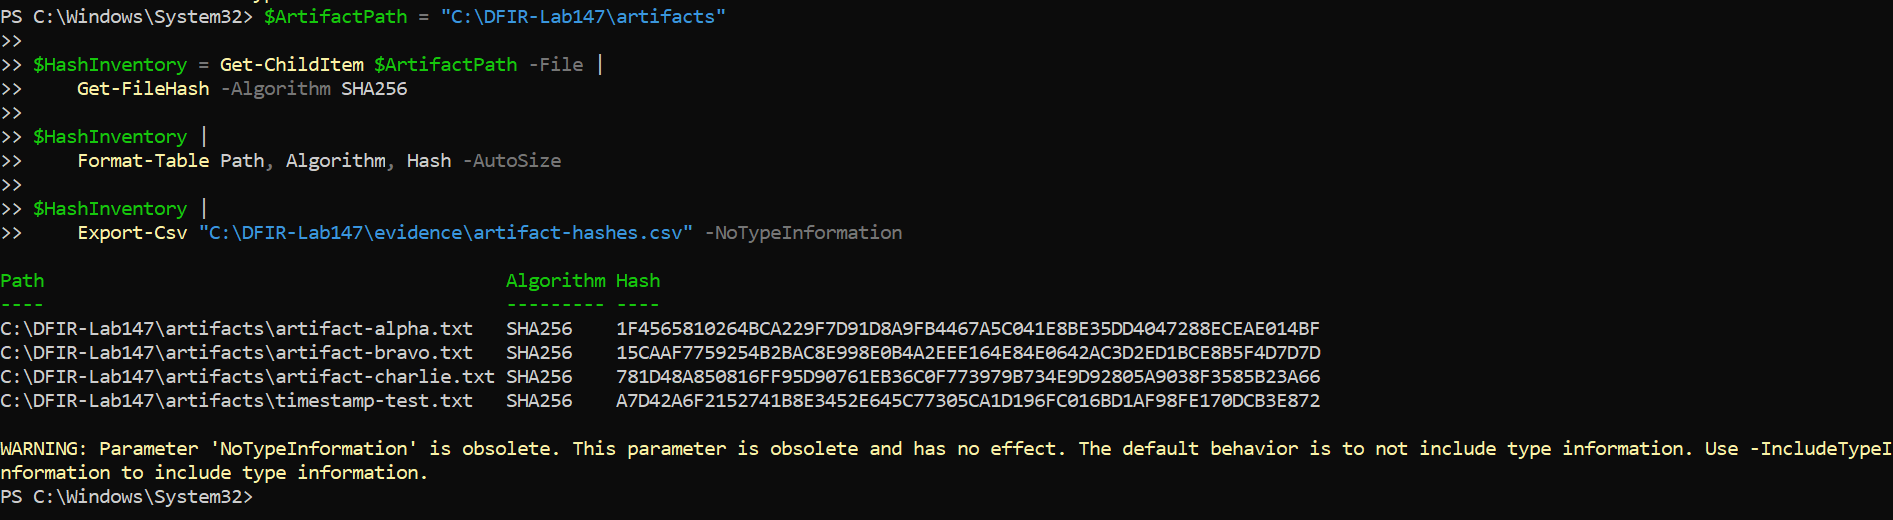 PS C:\Windows\System32> $ArtifactPath = "C:\DFIR-Lab147\artifacts"
>>
>> $HashInventory = Get-ChildItem $ArtifactPath -File |
>>     Get-FileHash -Algorithm SHA256
>>
>> $HashInventory |
>>     Format-Table Path, Algorithm, Hash -AutoSize
>>
>> $HashInventory |
>>     Export-Csv "C:\DFIR-Lab147\evidence\artifact-hashes.csv" -NoTypeInformation
Path                                          Algorithm Hash
----                                          --------- ----
C:\DFIR-Lab147\artifacts\artifact-alpha.txt   SHA256    1F4565810264BCA229F7D91D8A9FB4467A5C041E8BE35DD4047288ECEAE014BF
C:\DFIR-Lab147\artifacts\artifact-bravo.txt   SHA256    15CAAF7759254B2BAC8E998E0B4A2EEE164E84E0642AC3D2ED1BCE8B5F4D7D7D
C:\DFIR-Lab147\artifacts\artifact-charlie.txt SHA256    781D48A850816FF95D90761EB36C0F773979B734E9D92805A9038F3585B23A66
C:\DFIR-Lab147\artifacts\timestamp-test.txt   SHA256    A7D42A6F2152741B8E3452E645C77305CA1D196FC016BD1AF98FE170DCB3E872
WARNING: Parameter 'NoTypeInformation' is obsolete. This parameter is obsolete and has no effect. The default behavior is to not include type information. Use -IncludeTypeI
nformation to include type information.
PS C:\Windows\System32>